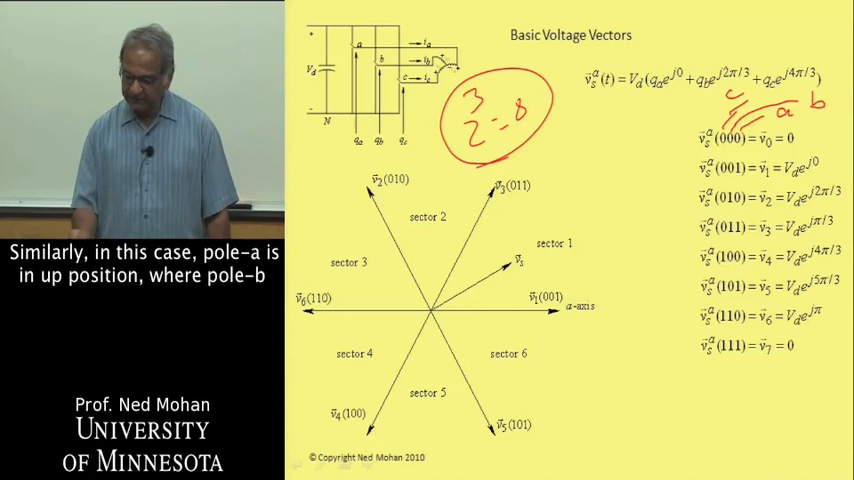 Basic Voltage Vectors
a
b
c
i_a
i_b
i_c
V_d
N
q_a
q_b
q_c
+
-
3
2 = 8
v⃗_s^a(t) = V_d(q_a e^{j0} + q_b e^{j2π/3} + q_c e^{j4π/3})
c
a b
v⃗_s^a(000) = v⃗_0 = 0
v⃗_s^a(001) = v⃗_1 = V_d e^{j0}
v⃗_s^a(010) = v⃗_2 = V_d e^{j2π/3}
v⃗_s^a(011) = v⃗_3 = V_d e^{jπ/3}
v⃗_s^a(100) = v⃗_4 = V_d e^{j4π/3}
v⃗_s^a(101) = v⃗_5 = V_d e^{j5π/3}
v⃗_s^a(110) = v⃗_6 = V_d e^{jπ}
v⃗_s^a(111) = v⃗_7 = 0
v⃗_2(010)
v⃗_3(011)
sector 2
sector 1
sector 3
v⃗_s
v⃗_6(110)
v⃗_1(001)
a-axis
sector 4
sector 6
sector 5
v⃗_4(100)
v⃗_5(101)
© Copyright Ned Mohan 2010
Similarly, in this case, pole-a is
in up position, where pole-b
Prof. Ned Mohan
UNIVERSITY
OF MINNESOTA